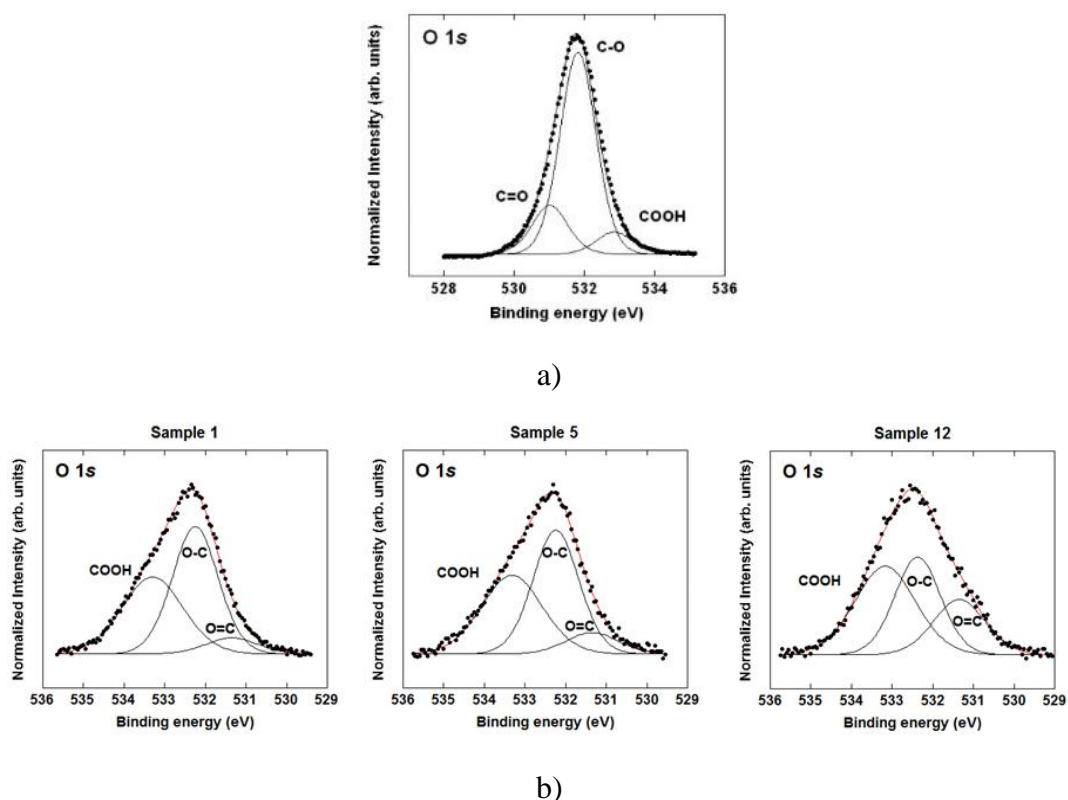 O 1s
C-O
C=O
COOH
Normalized Intensity (arb. units)
528 530 532 534 536
Binding energy (eV)
a)
Sample 1
O 1s
COOH
O-C
O=C
Normalized Intensity (arb. units)
536 535 534 533 532 531 530 529
Binding energy (eV)
Sample 5
O 1s
COOH
O-C
O=C
Normalized Intensity (arb. units)
536 535 534 533 532 531 530 529
Binding energy (eV)
Sample 12
O 1s
COOH
O-C
O=C
Normalized Intensity (arb. units)
536 535 534 533 532 531 530 529
Binding energy (eV)
b)